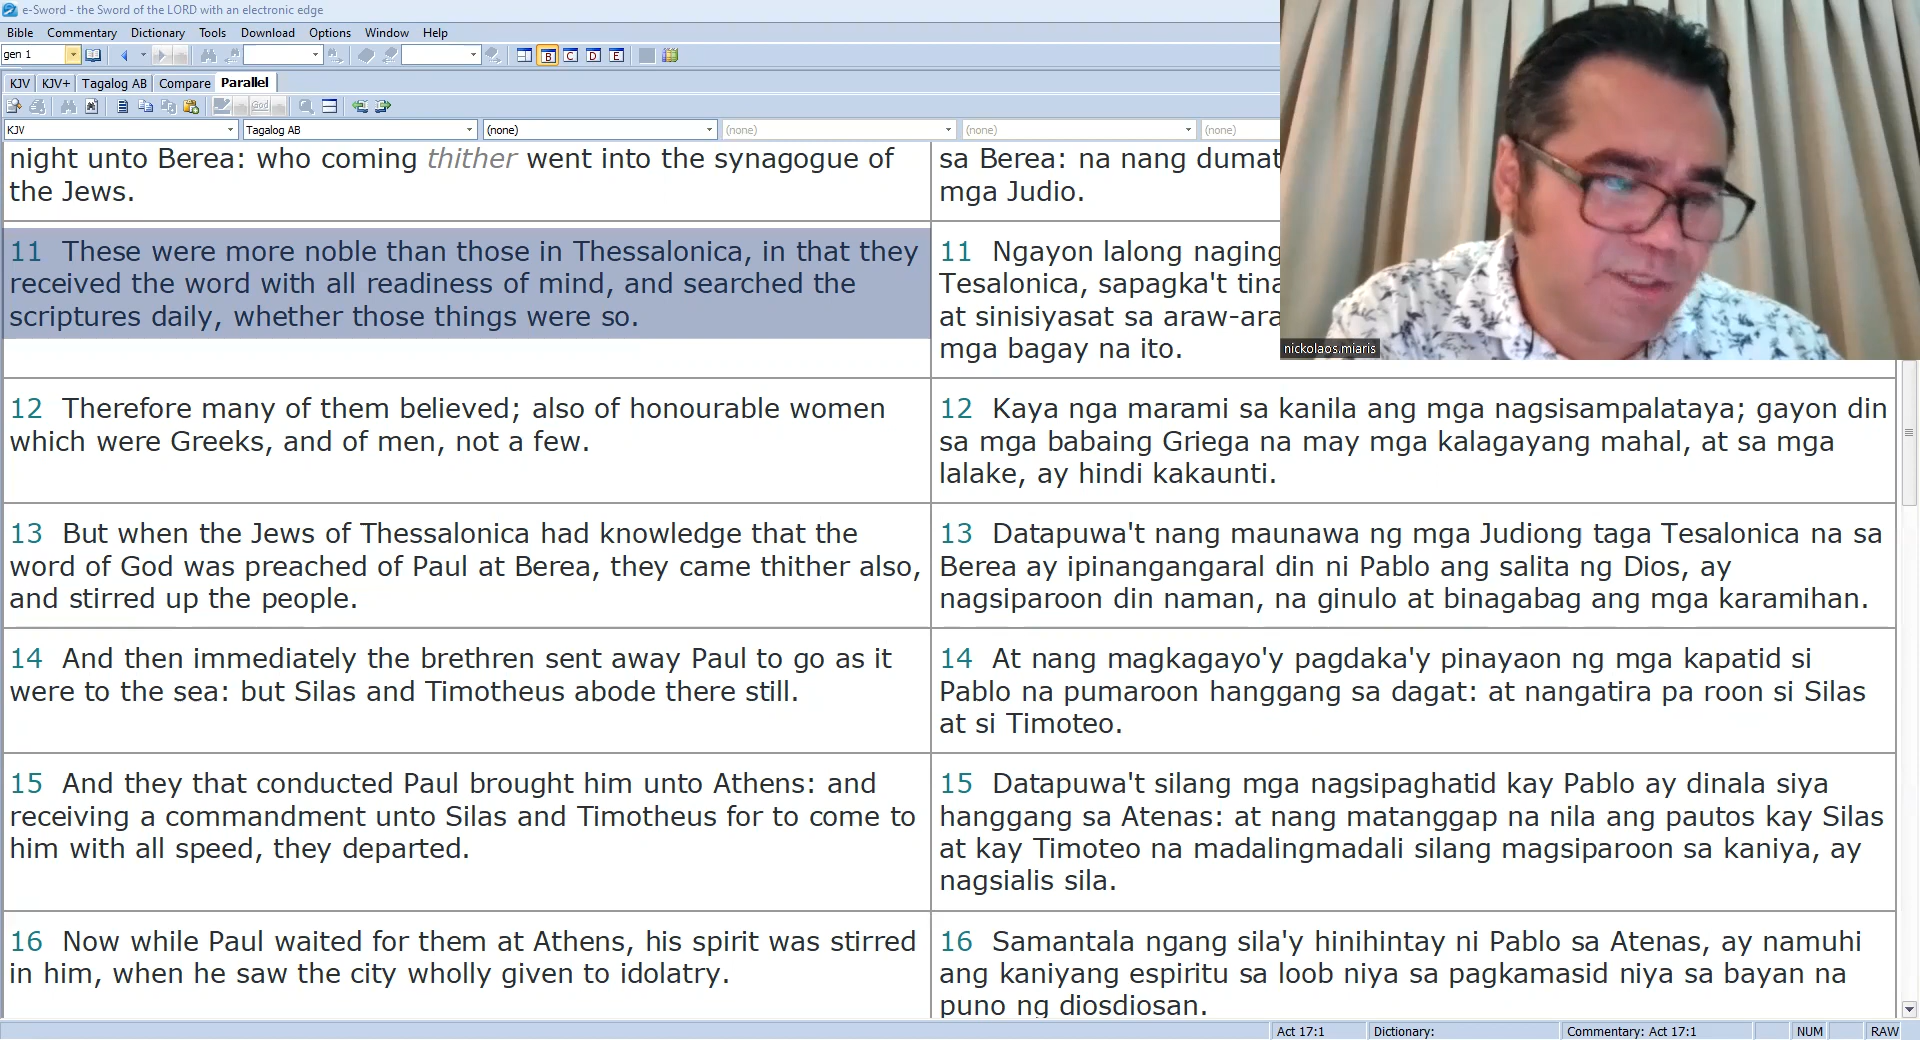 e-Sword - the Sword of the LORD with an electronic edge
Bible Commentary Dictionary Tools Download Options Window Help
gen 1
B C D E
KJV KJV+ Tagalog AB Compare Parallel
KJV Tagalog AB (none) (none) (none) (none)
night unto Berea: who coming thither went into the synagogue of
the Jews.
sa Berea: na nang dumat
mga Judio.
11 These were more noble than those in Thessalonica, in that they
received the word with all readiness of mind, and searched the
scriptures daily, whether those things were so.
11 Ngayon lalong naging
Tesalonica, sapagka't tina
at sinisiyasat sa araw-ara
mga bagay na ito.
nickolaos.miaris
12 Therefore many of them believed; also of honourable women
which were Greeks, and of men, not a few.
12 Kaya nga marami sa kanila ang mga nagsisampalataya; gayon din
sa mga babaing Griega na may mga kalagayang mahal, at sa mga
lalake, ay hindi kakaunti.
13 But when the Jews of Thessalonica had knowledge that the
word of God was preached of Paul at Berea, they came thither also,
and stirred up the people.
13 Datapuwa't nang maunawa ng mga Judiong taga Tesalonica na sa
Berea ay ipinangangaral din ni Pablo ang salita ng Dios, ay
nagsiparoon din naman, na ginulo at binagabag ang mga karamihan.
14 And then immediately the brethren sent away Paul to go as it
were to the sea: but Silas and Timotheus abode there still.
14 At nang magkagayo'y pagdaka'y pinayaon ng mga kapatid si
Pablo na pumaroon hanggang sa dagat: at nangatira pa roon si Silas
at si Timoteo.
15 And they that conducted Paul brought him unto Athens: and
receiving a commandment unto Silas and Timotheus for to come to
him with all speed, they departed.
15 Datapuwa't silang mga nagsipaghatid kay Pablo ay dinala siya
hanggang sa Atenas: at nang matanggap na nila ang pautos kay Silas
at kay Timoteo na madalingmadali silang magsiparoon sa kaniya, ay
nagsialis sila.
16 Now while Paul waited for them at Athens, his spirit was stirred
in him, when he saw the city wholly given to idolatry.
16 Samantala ngang sila'y hinihintay ni Pablo sa Atenas, ay namuhi
ang kaniyang espiritu sa loob niya sa pagkamasid niya sa bayan na
puno ng diosdiosan.
Act 17:1 Dictionary: Commentary: Act 17:1 NUM RAW